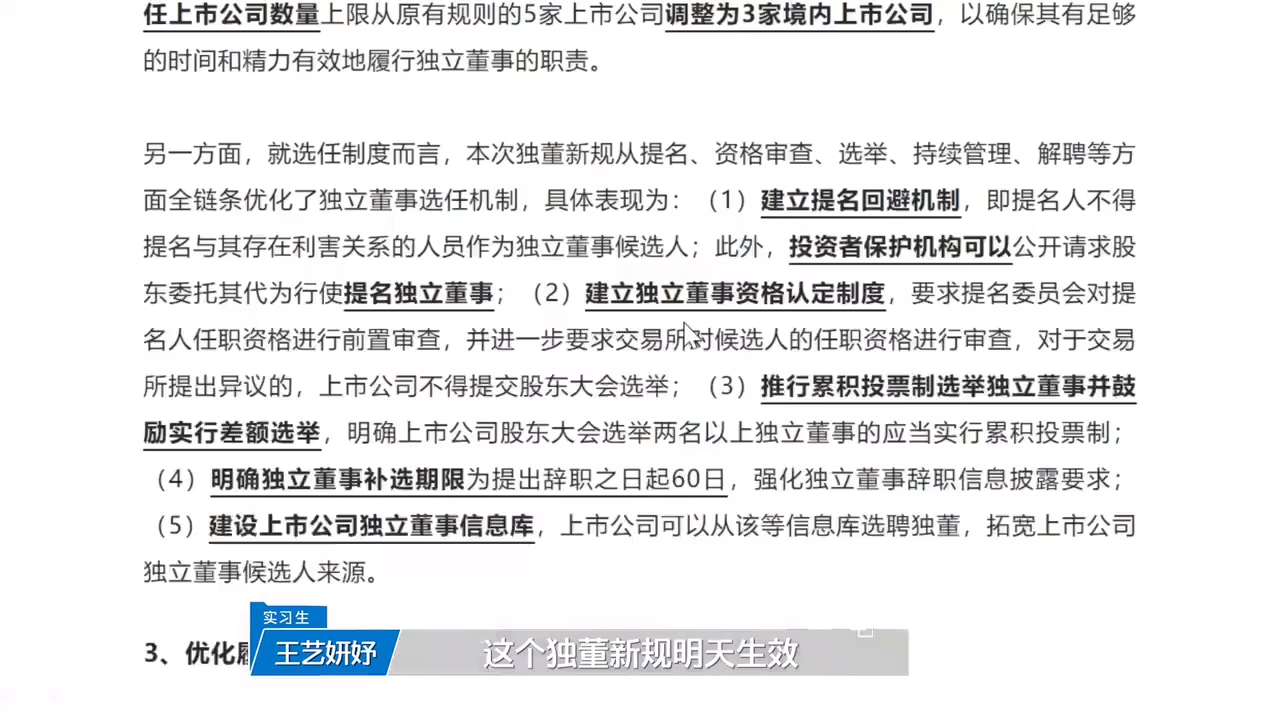 任上市公司数量上限从原有规则的5家上市公司调整为3家境内上市公司，以确保其有足够
的时间和精力有效地履行独立董事的职责。
另一方面，就选任制度而言，本次独董新规从提名、资格审查、选举、持续管理、解聘等方
面全链条优化了独立董事选任机制，具体表现为：（1）建立提名回避机制，即提名人不得
提名与其存在利害关系的人员作为独立董事候选人；此外，投资者保护机构可以公开请求股
东委托其代为行使提名独立董事；（2）建立独立董事资格认定制度，要求提名委员会对提
名人任职资格进行前置审查，并进一步要求交易所对候选人的任职资格进行审查，对于交易
所提出异议的，上市公司不得提交股东大会选举；（3）推行累积投票制选举独立董事并鼓
励实行差额选举，明确上市公司股东大会选举两名以上独立董事的应当实行累积投票制；
（4）明确独立董事补选期限为提出辞职之日起60日，强化独立董事辞职信息披露要求；
（5）建设上市公司独立董事信息库，上市公司可以从该等信息库选聘独董，拓宽上市公司
独立董事候选人来源。
3、优化
实习生
王艺妍妤
这个独董新规明天生效